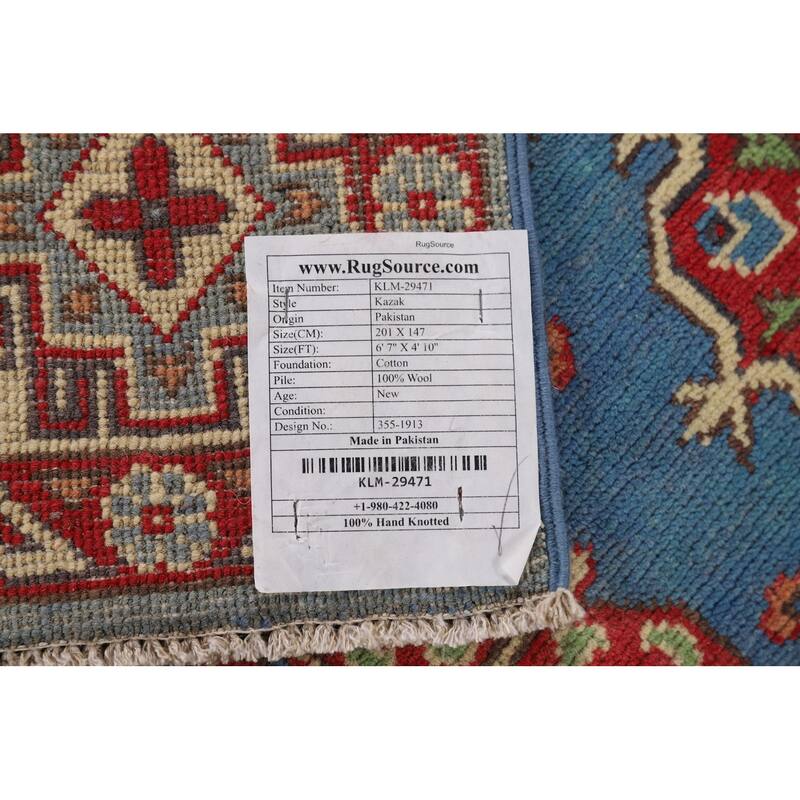 RugSource
www.RugSource.com
Item Number: KLM-29471
Style Kazak
Origin Pakistan
Size(CM): 201 X 147
Size(FT): 6' 7" X 4' 10"
Foundation: Cotton
Pile: 100% Wool
Age: New
Condition:
Design No.: 355-1913
Made in Pakistan
KLM-29471
+1-980-422-4080
100% Hand Knotted